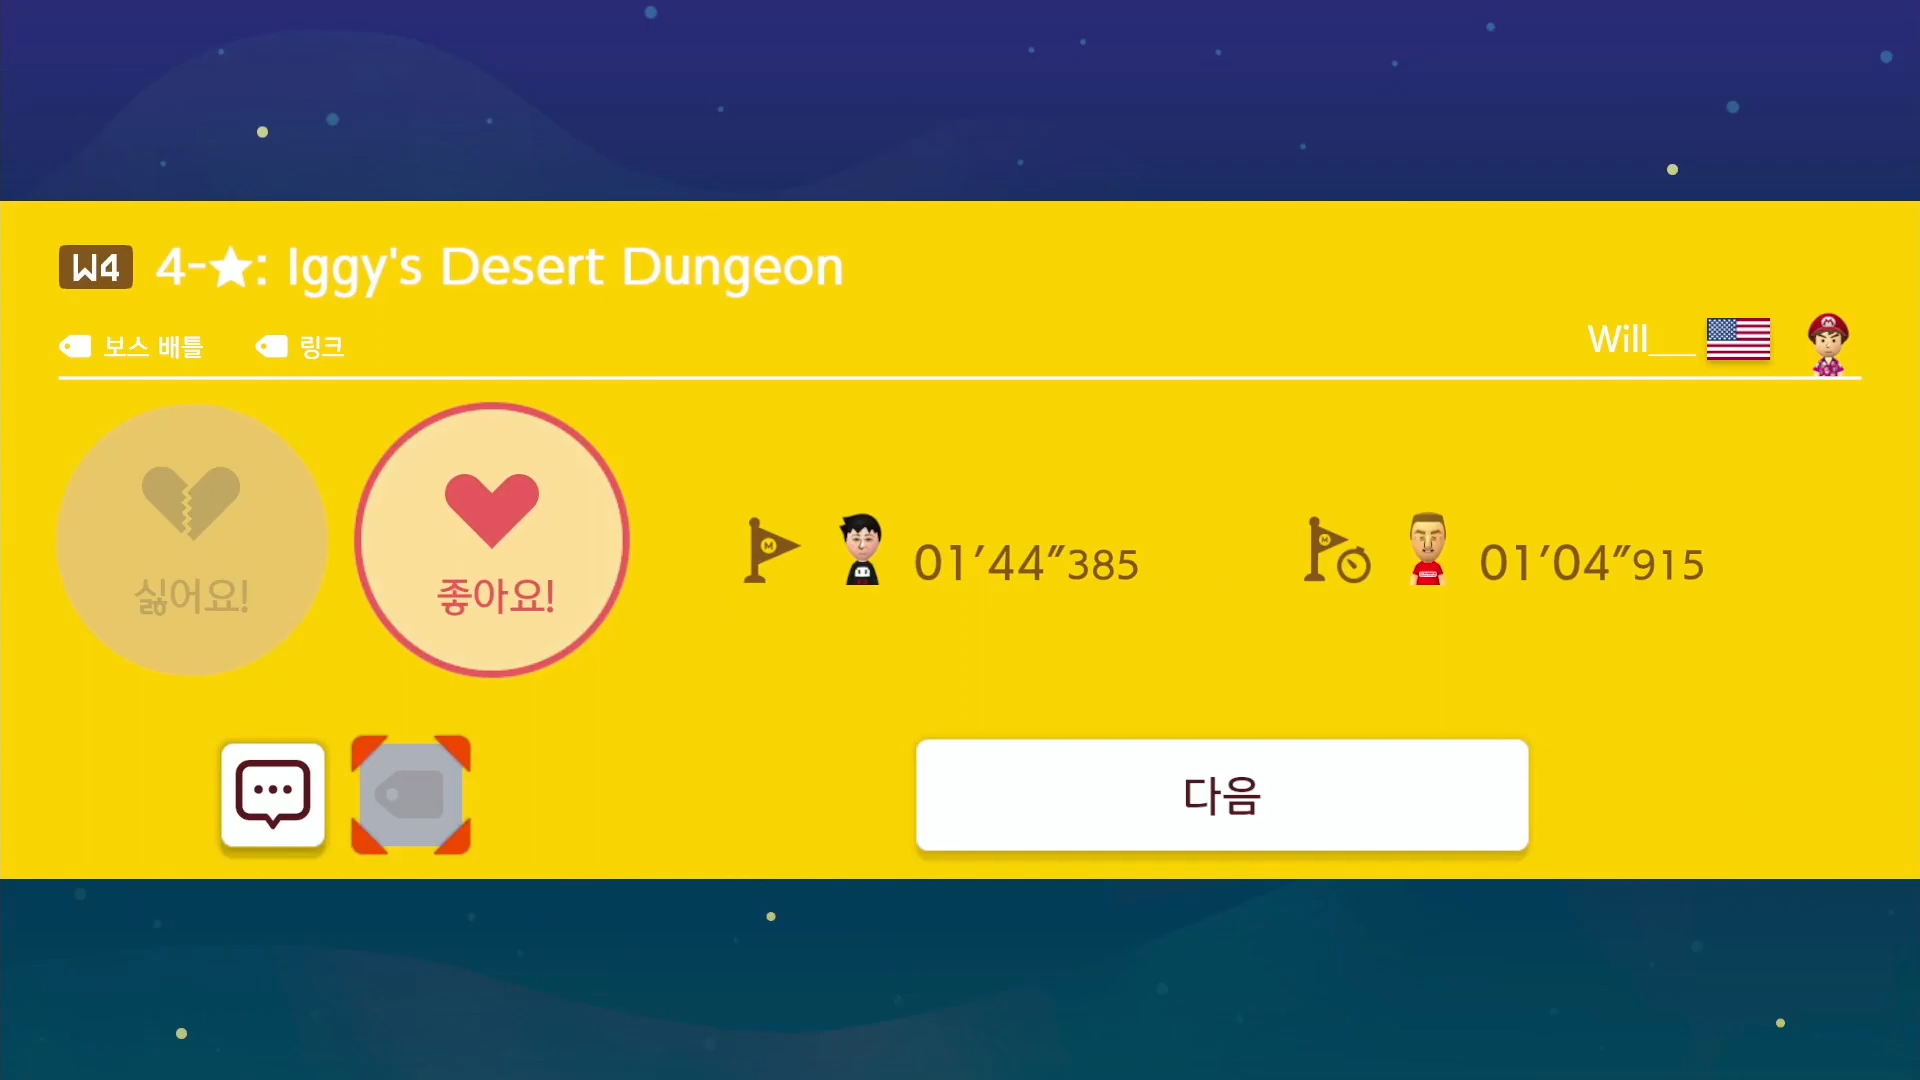 W4 4-★: Iggy's Desert Dungeon
보스 배틀 링크
Will___
싫어요!
좋아요!
M 01′44″385
M 01′04″915
다음